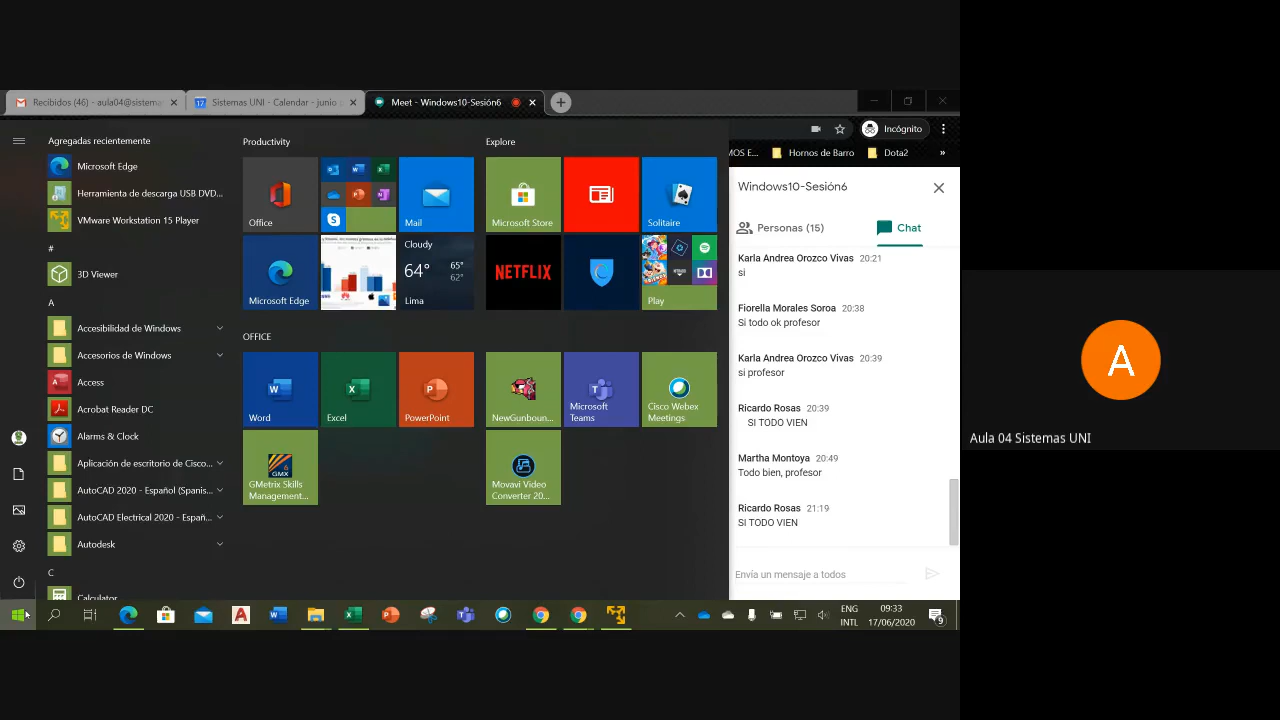 Recibidos (46) - aula04@sistema
Sistemas UNI - Calendar - junio
Meet - Windows10-Sesión6
Incógnito
MOS E...
Hornos de Barro
Dota2
»
Agregadas recientemente
Microsoft Edge
Herramienta de descarga USB DVD...
VMware Workstation 15 Player
#
3D Viewer
A
Accesibilidad de Windows
Accesorios de Windows
Access
Acrobat Reader DC
Alarms & Clock
Aplicación de escritorio de Cisco...
AutoCAD 2020 - Español (Spanis...
AutoCAD Electrical 2020 - Españ...
Autodesk
C
Calculator
Productivity
Office
Mail
Microsoft Edge
Cloudy
64°
65°
62°
Lima
OFFICE
Word
Excel
PowerPoint
GMetrix Skills
Management...
Explore
Microsoft Store
Solitaire
NETFLIX
Play
NewGunboun...
Microsoft
Teams
Cisco Webex
Meetings
Movavi Video
Converter 20...
Windows10-Sesión6
Personas (15)
Chat
Karla Andrea Orozco Vivas 20:21
si
Fiorella Morales Soroa 20:38
Si todo ok profesor
Karla Andrea Orozco Vivas 20:39
si profesor
Ricardo Rosas 20:39
SI TODO VIEN
Martha Montoya 20:49
Todo bien, profesor
Ricardo Rosas 21:19
SI TODO VIEN
Envía un mensaje a todos
ENG
INTL
09:33
17/06/2020
9
A
Aula 04 Sistemas UNI